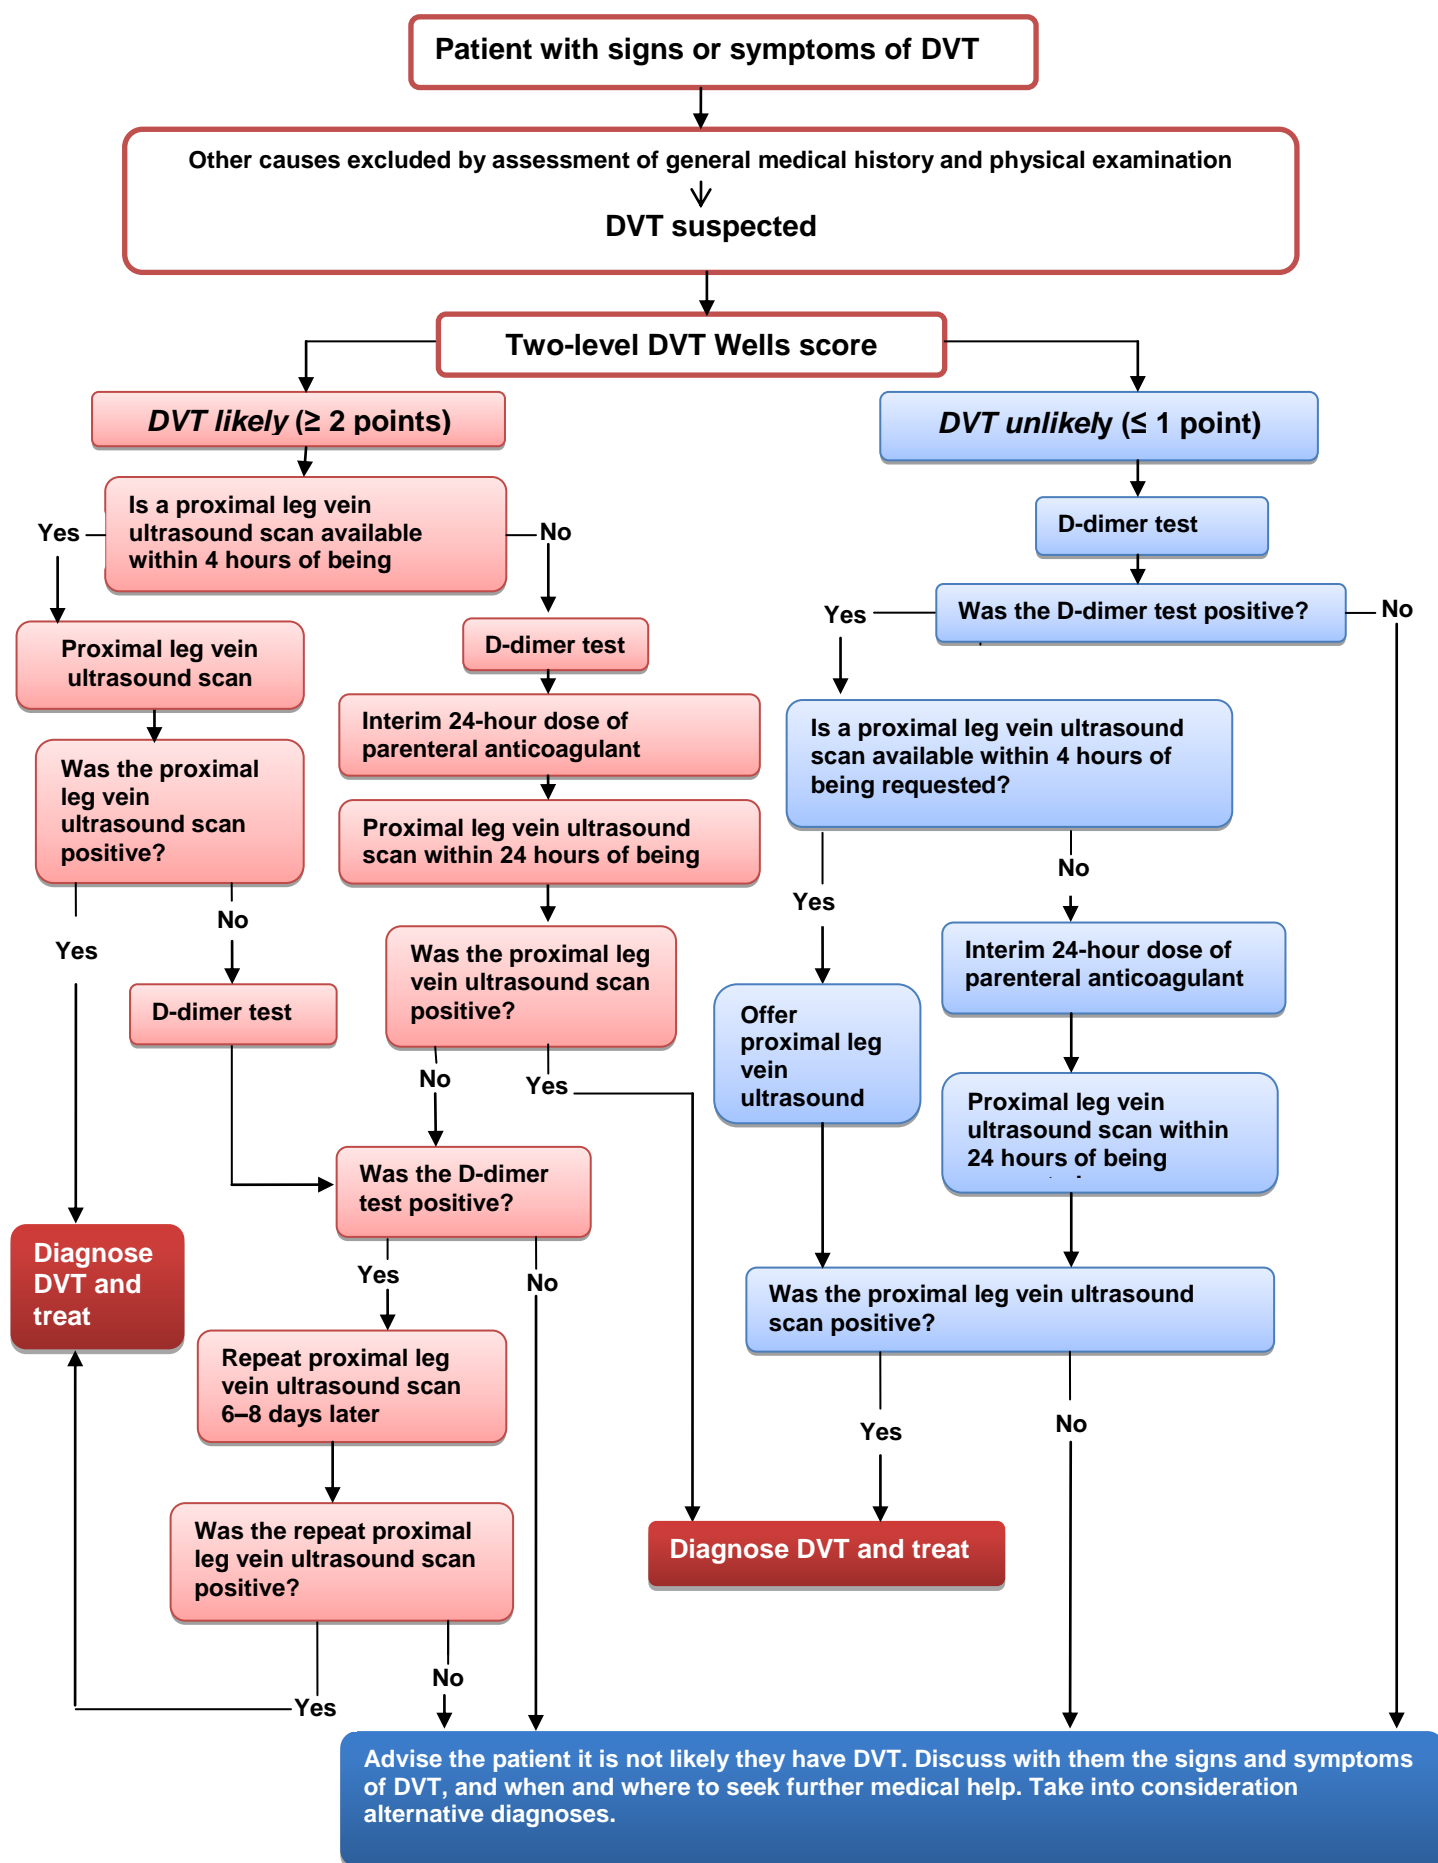 Patient with signs or symptoms of DVT
Other causes excluded by assessment of general medical history and physical examination
DVT suspected
Two-level DVT Wells score
DVT likely (≥ 2 points)
DVT unlikely (≤ 1 point)
Is a proximal leg vein
ultrasound scan available
within 4 hours of being
Yes
No
D-dimer test
Was the D-dimer test positive?
Yes
No
Proximal leg vein
ultrasound scan
D-dimer test
Interim 24-hour dose of
parenteral anticoagulant
Is a proximal leg vein ultrasound
scan available within 4 hours of
being requested?
Was the proximal
leg vein
ultrasound scan
positive?
Proximal leg vein ultrasound
scan within 24 hours of being
Yes
No
Yes
No
Was the proximal leg
vein ultrasound scan
positive?
Interim 24-hour dose of
parenteral anticoagulant
D-dimer test
Offer
proximal leg
vein
ultrasound
No
Yes
Proximal leg vein
ultrasound scan within
24 hours of being
Was the D-dimer
test positive?
Diagnose
DVT and
treat
Yes
No
Was the proximal leg vein ultrasound
scan positive?
Repeat proximal leg
vein ultrasound scan
6–8 days later
Yes
No
Was the repeat proximal
leg vein ultrasound scan
positive?
Diagnose DVT and treat
No
Yes
Advise the patient it is not likely they have DVT. Discuss with them the signs and symptoms
of DVT, and when and where to seek further medical help. Take into consideration
alternative diagnoses.